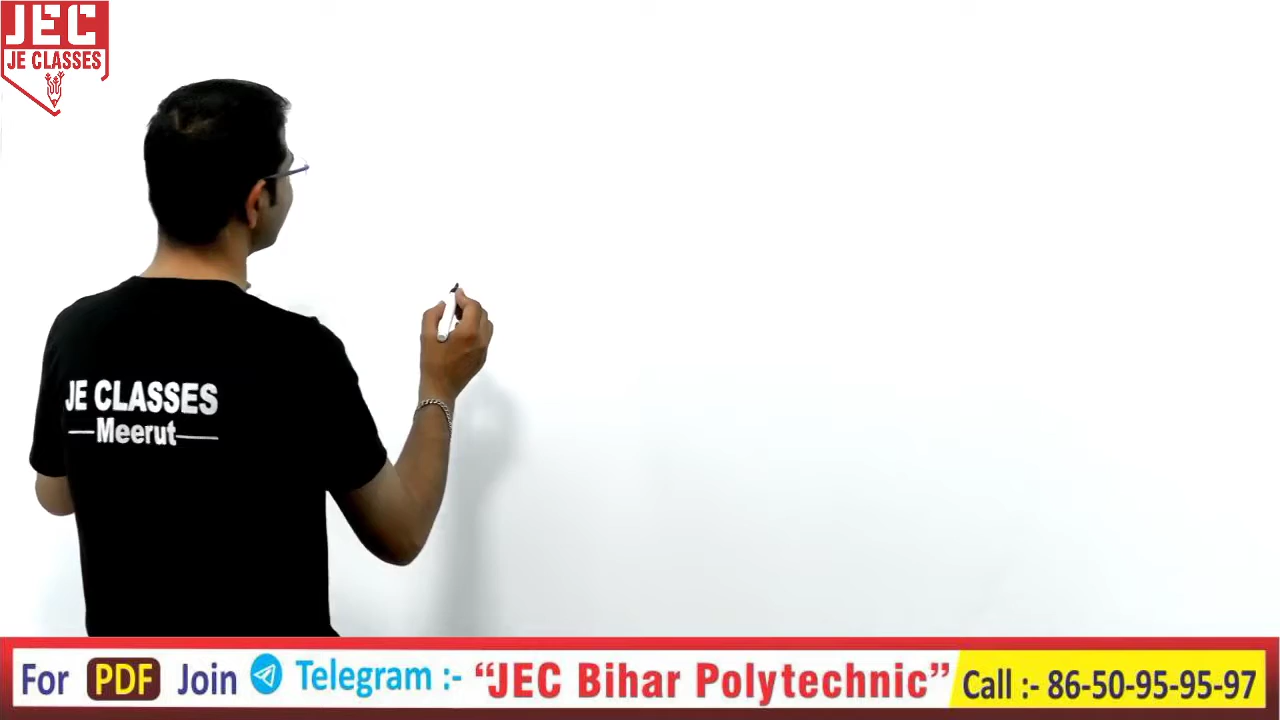 JEC
JE CLASSES
JE CLASSES
Meerut
For PDF Join Telegram :- “JEC Bihar Polytechnic” Call :- 86-50-95-95-97